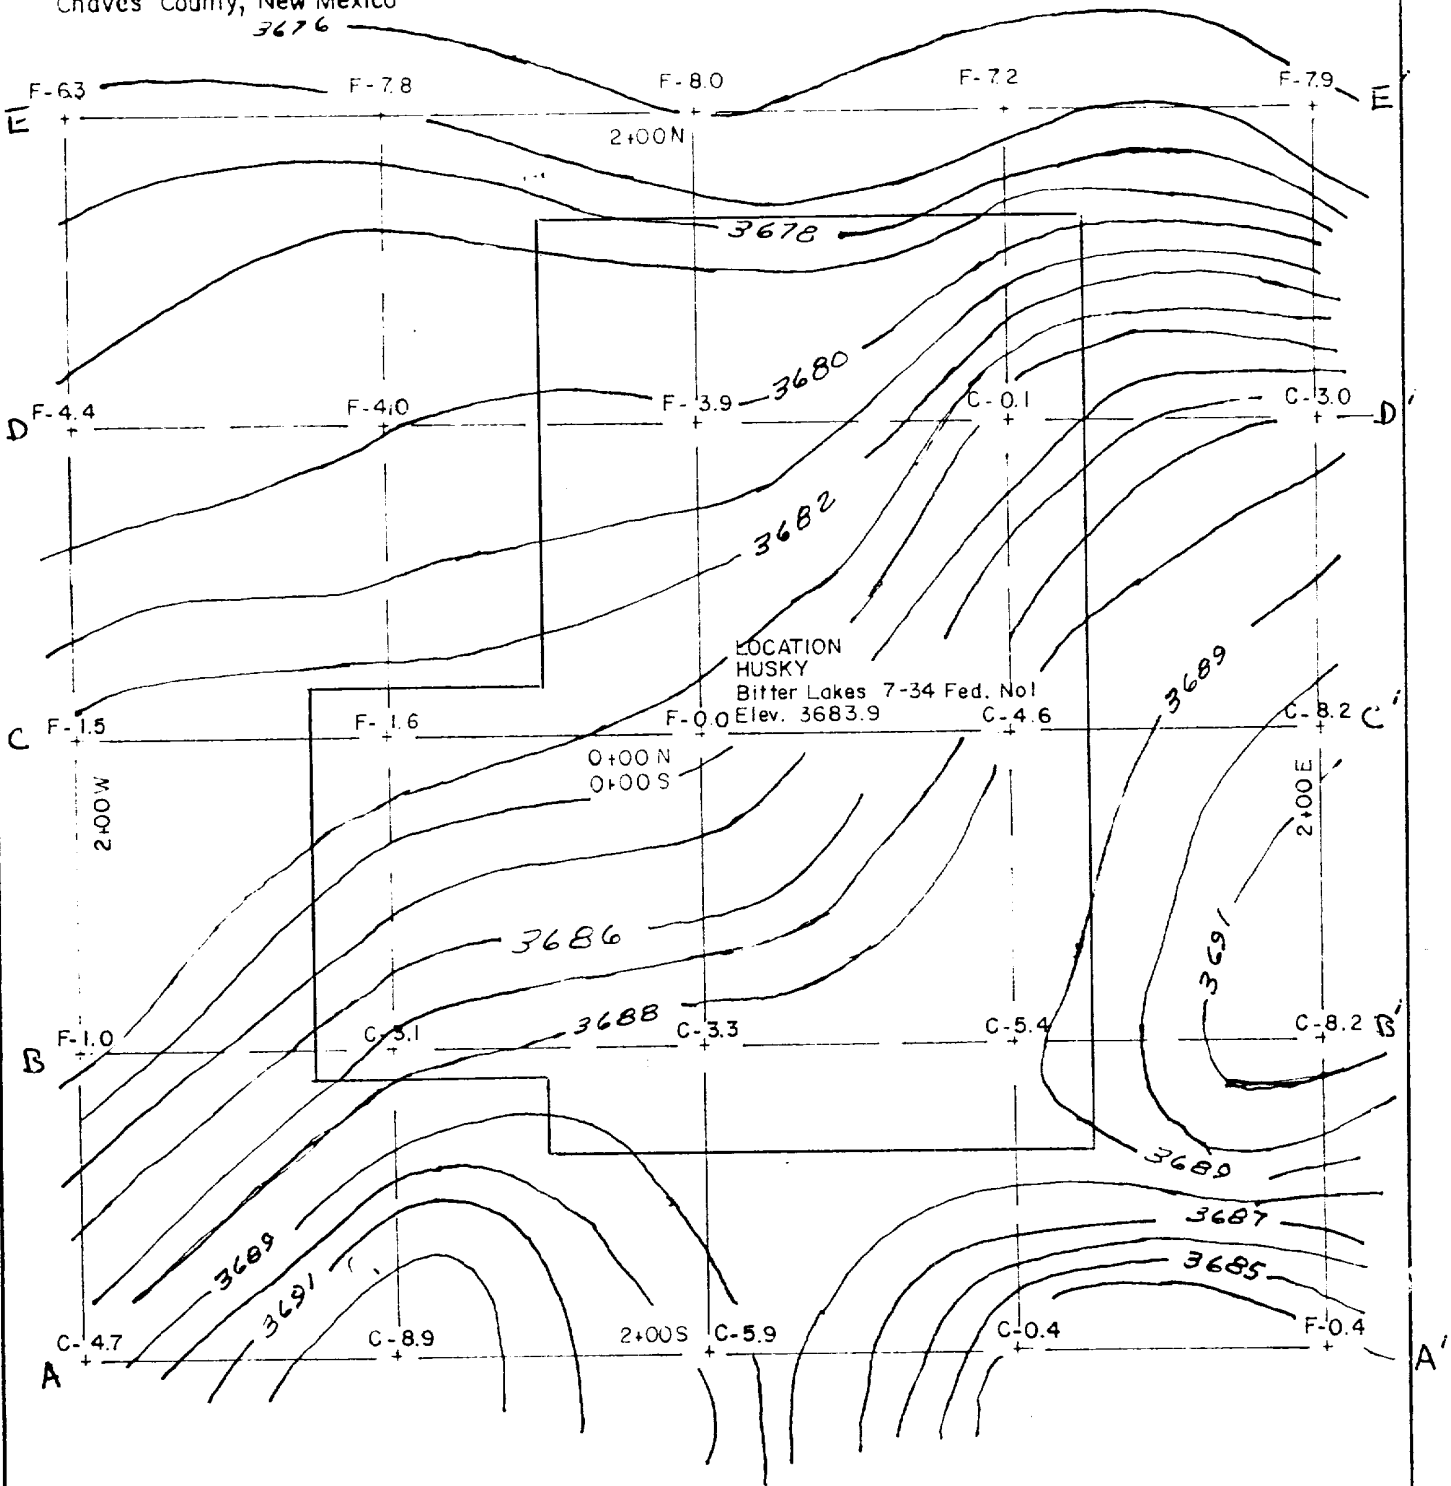 Chaves County, New Mexico
3676
F-6.3 F-7.8 F-8.0 F-7.2 F-7.9
E E'
2+00N
3678
3680
F-4.4 F-4.0 F-3.9 C-0.1 C-3.0
D D'
3682
LOCATION
HUSKY
Bitter Lakes 7-34 Fed. No1
Elev. 3683.9
3689
F-1.5 F-1.6 F-0.0 C-4.6 C-8.2
C C'
0+00N
0+00S
2+00W
2+00E
3686
3691
3688
F-1.0 C-3.1 C-3.3 C-5.4 C-8.2
B B'
3689
3687
3689
3685
3691
C-4.7 C-8.9 2+00S C-5.9 C-0.4 F-0.4
A A'